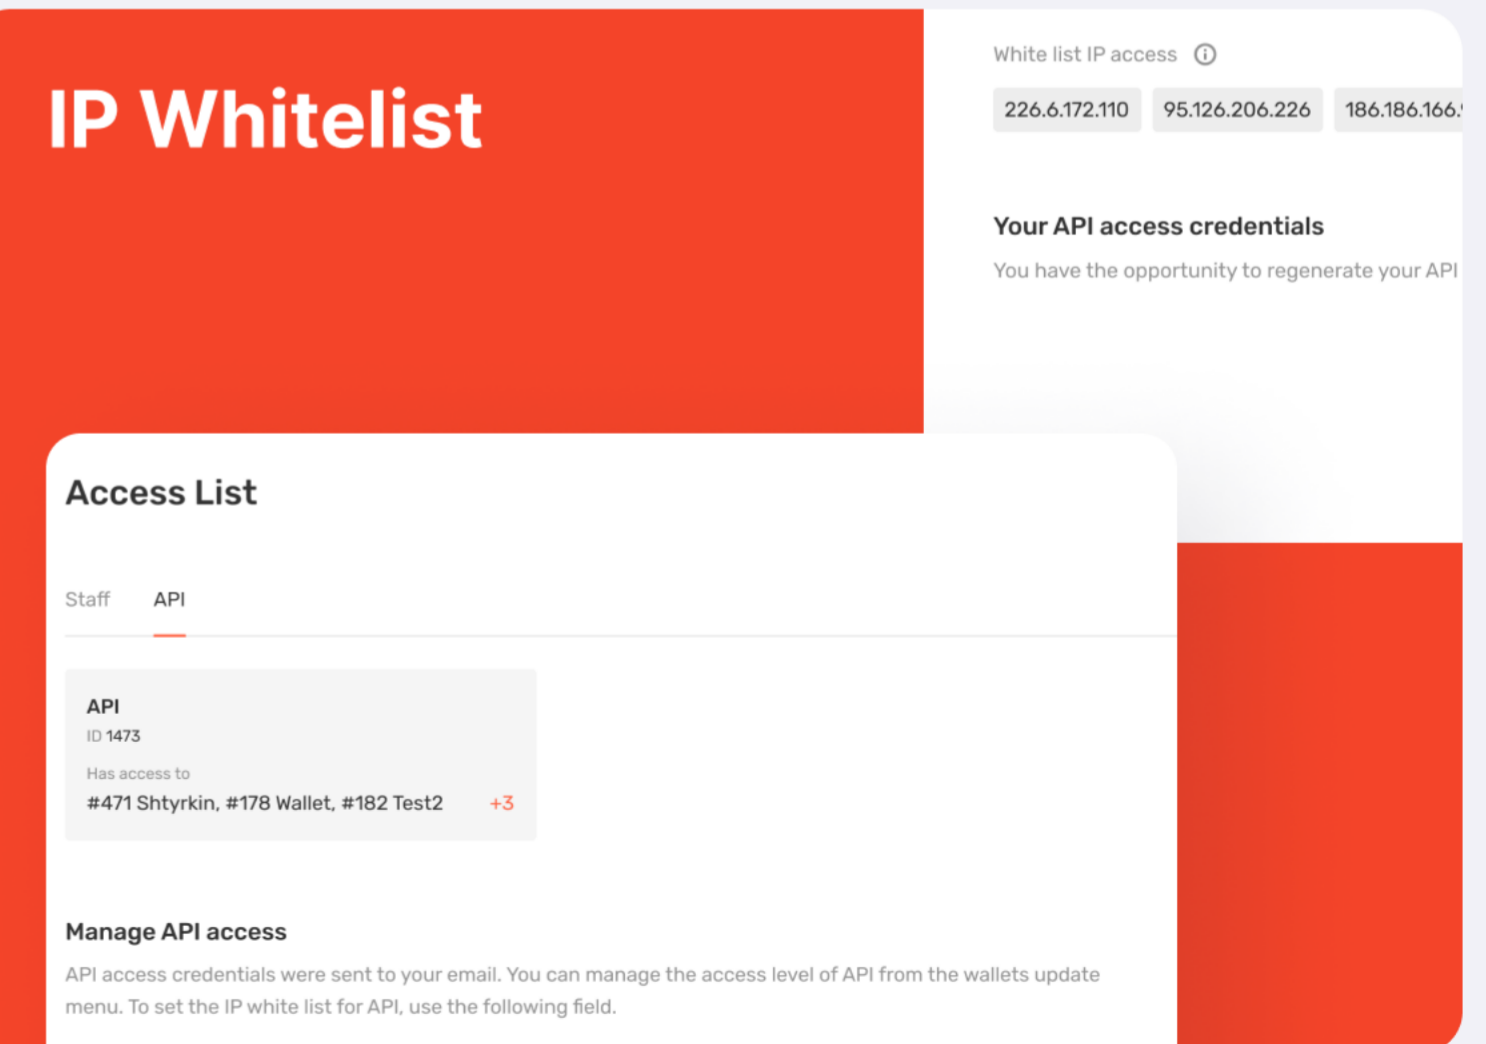 IP Whitelist
White list IP access
226.6.172.110 95.126.206.226 186.186.166.
Your API access credentials
You have the opportunity to regenerate your API
Access List
Staff API
API
ID 1473
Has access to
#471 Shtyrkin, #178 Wallet, #182 Test2 +3
Manage API access
API access credentials were sent to your email. You can manage the access level of API from the wallets update
menu. To set the IP white list for API, use the following field.